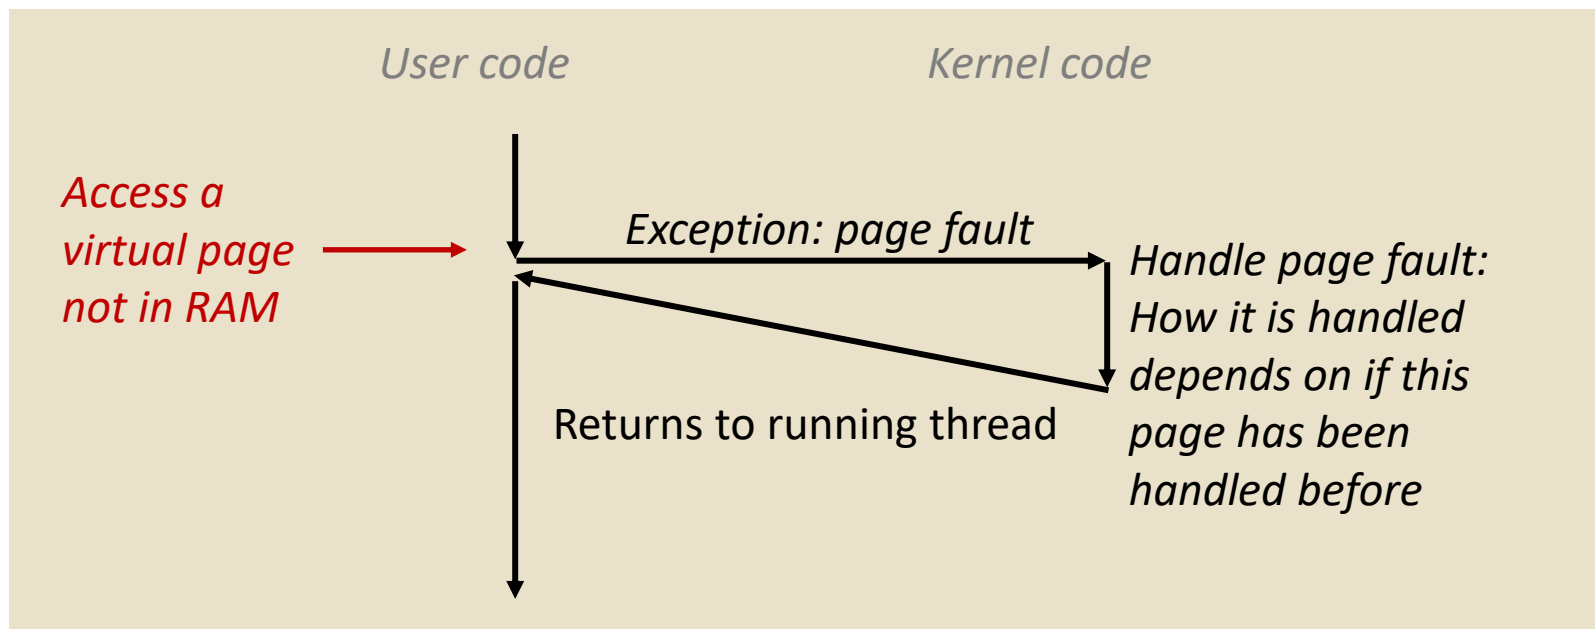 User code
Kernel code
Access a
virtual page
not in RAM
Exception: page fault
Handle page fault:
How it is handled
depends on if this
page has been
handled before
Returns to running thread